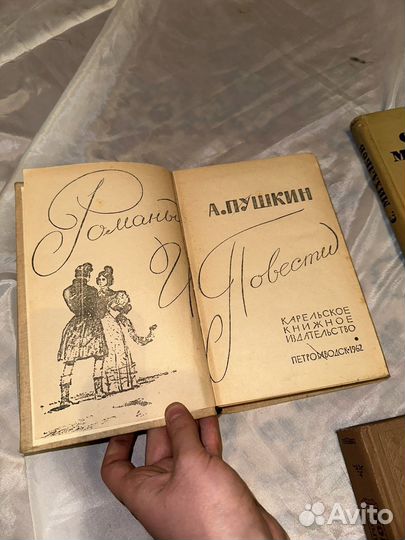 Романы
и
А. ПУШКИН
Повести
КАРЕЛЬСКОЕ
КНИЖНОЕ
ИЗДАТЕЛЬСТВО
•
ПЕТРОЗАВОДСК-1962
Avito